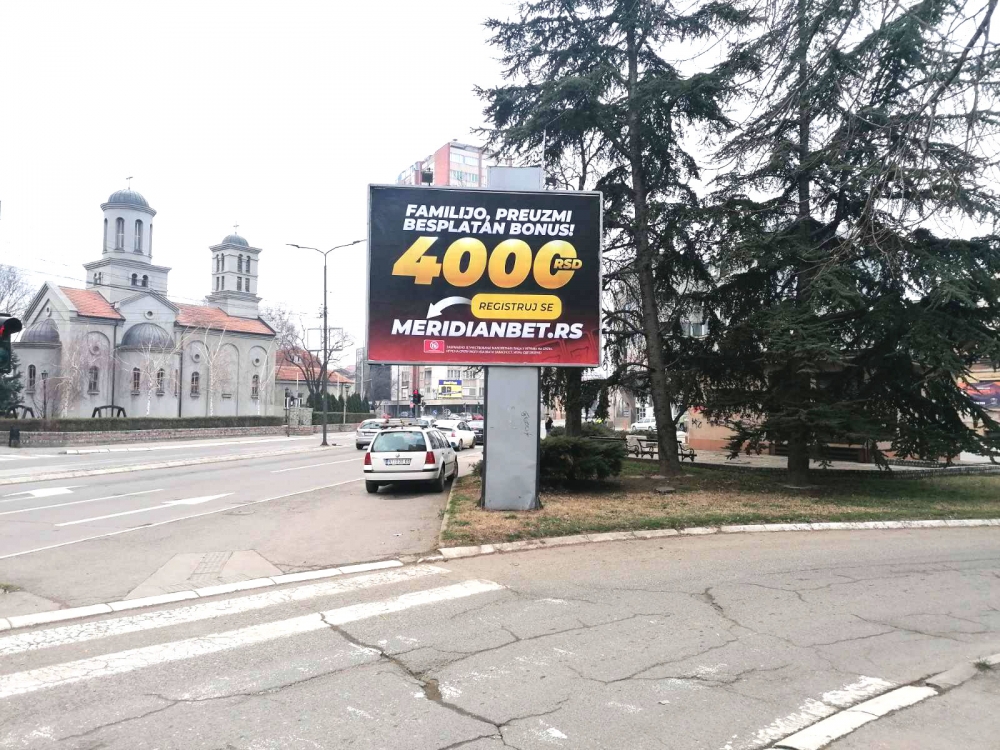 FAMILIJO, PREUZMI
BESPLATAN BONUS!
4000 RSD
REGISTRUJ SE
MERIDIANBET.RS